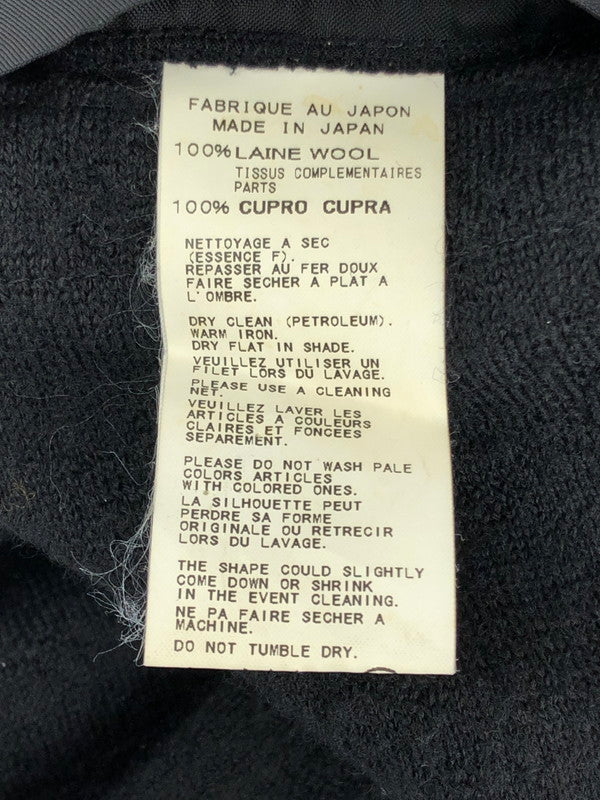 FABRIQUE AU JAPON
MADE IN JAPAN
100% LAINE WOOL
TISSUS COMPLEMENTAIRES
PARTS
100% CUPRO CUPRA
NETTOYAGE A SEC
(ESSENCE F).
REPASSER AU FER DOUX
FAIRE SECHER A PLAT A
L'OMBRE.
DRY CLEAN (PETROLEUM).
WARM IRON.
DRY FLAT IN SHADE.
VEUILLEZ UTILISER UN
FILET LORS DU LAVAGE.
PLEASE USE A CLEANING
NET.
VEUILLEZ LAVER LES
ARTICLES A COULEURS
CLAIRES ET FONCEES
SEPAREMENT.
PLEASE DO NOT WASH PALE
COLORS ARTICLES
WITH COLORED ONES.
LA SILHOUETTE PEUT
PERDRE SA FORME
ORIGINALE OU RETRECIR
LORS DU LAVAGE.
THE SHAPE COULD SLIGHTLY
COME DOWN OR SHRINK
IN THE EVENT CLEANING.
NE PA FAIRE SECHER A
MACHINE.
DO NOT TUMBLE DRY.